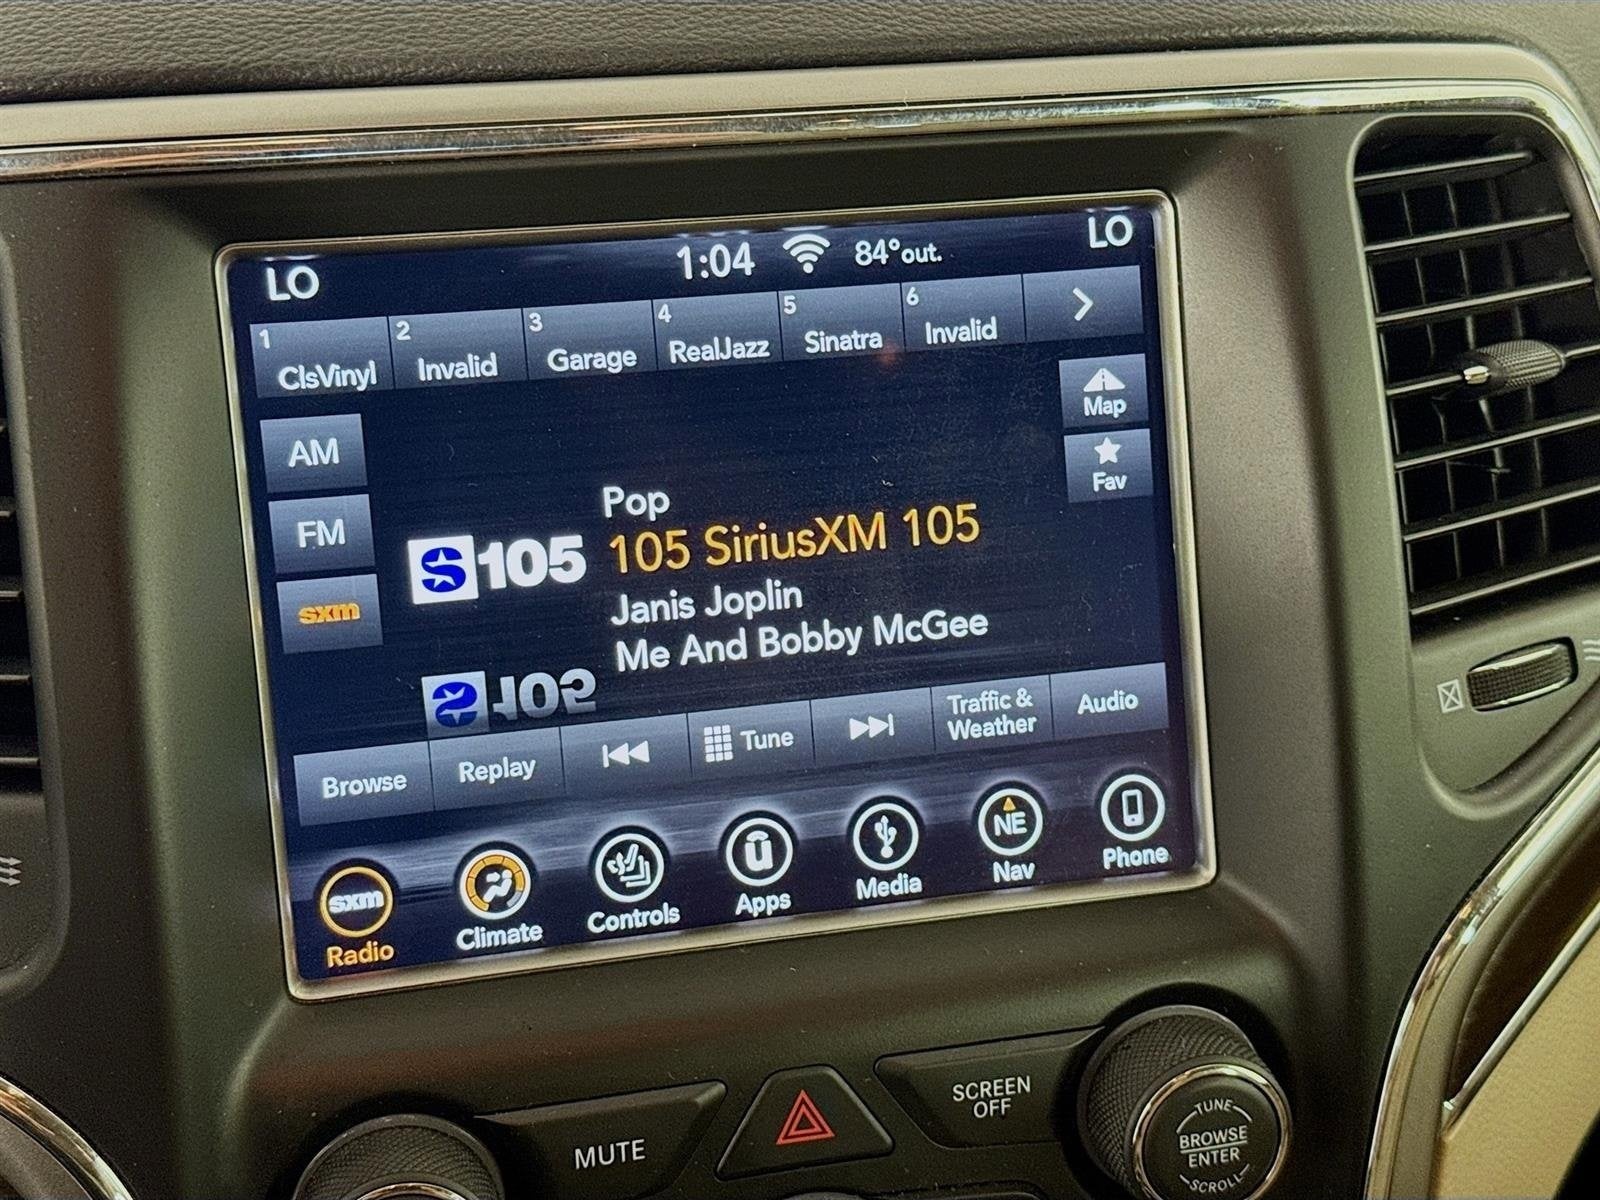 LO
1:04
84° out.
LO
1 ClsVinyl
2 Invalid
3 Garage
4 RealJazz
5 Sinatra
6 Invalid
AM
FM
sxm
Map
Fav
Pop
S 105
105 SiriusXM 105
Janis Joplin
Me And Bobby McGee
S 105
Browse
Replay
Tune
Traffic &
Weather
Audio
sxm
Radio
Climate
Controls
Apps
Media
NE
Nav
Phone
MUTE
SCREEN
OFF
TUNE
BROWSE
ENTER
SCROLL